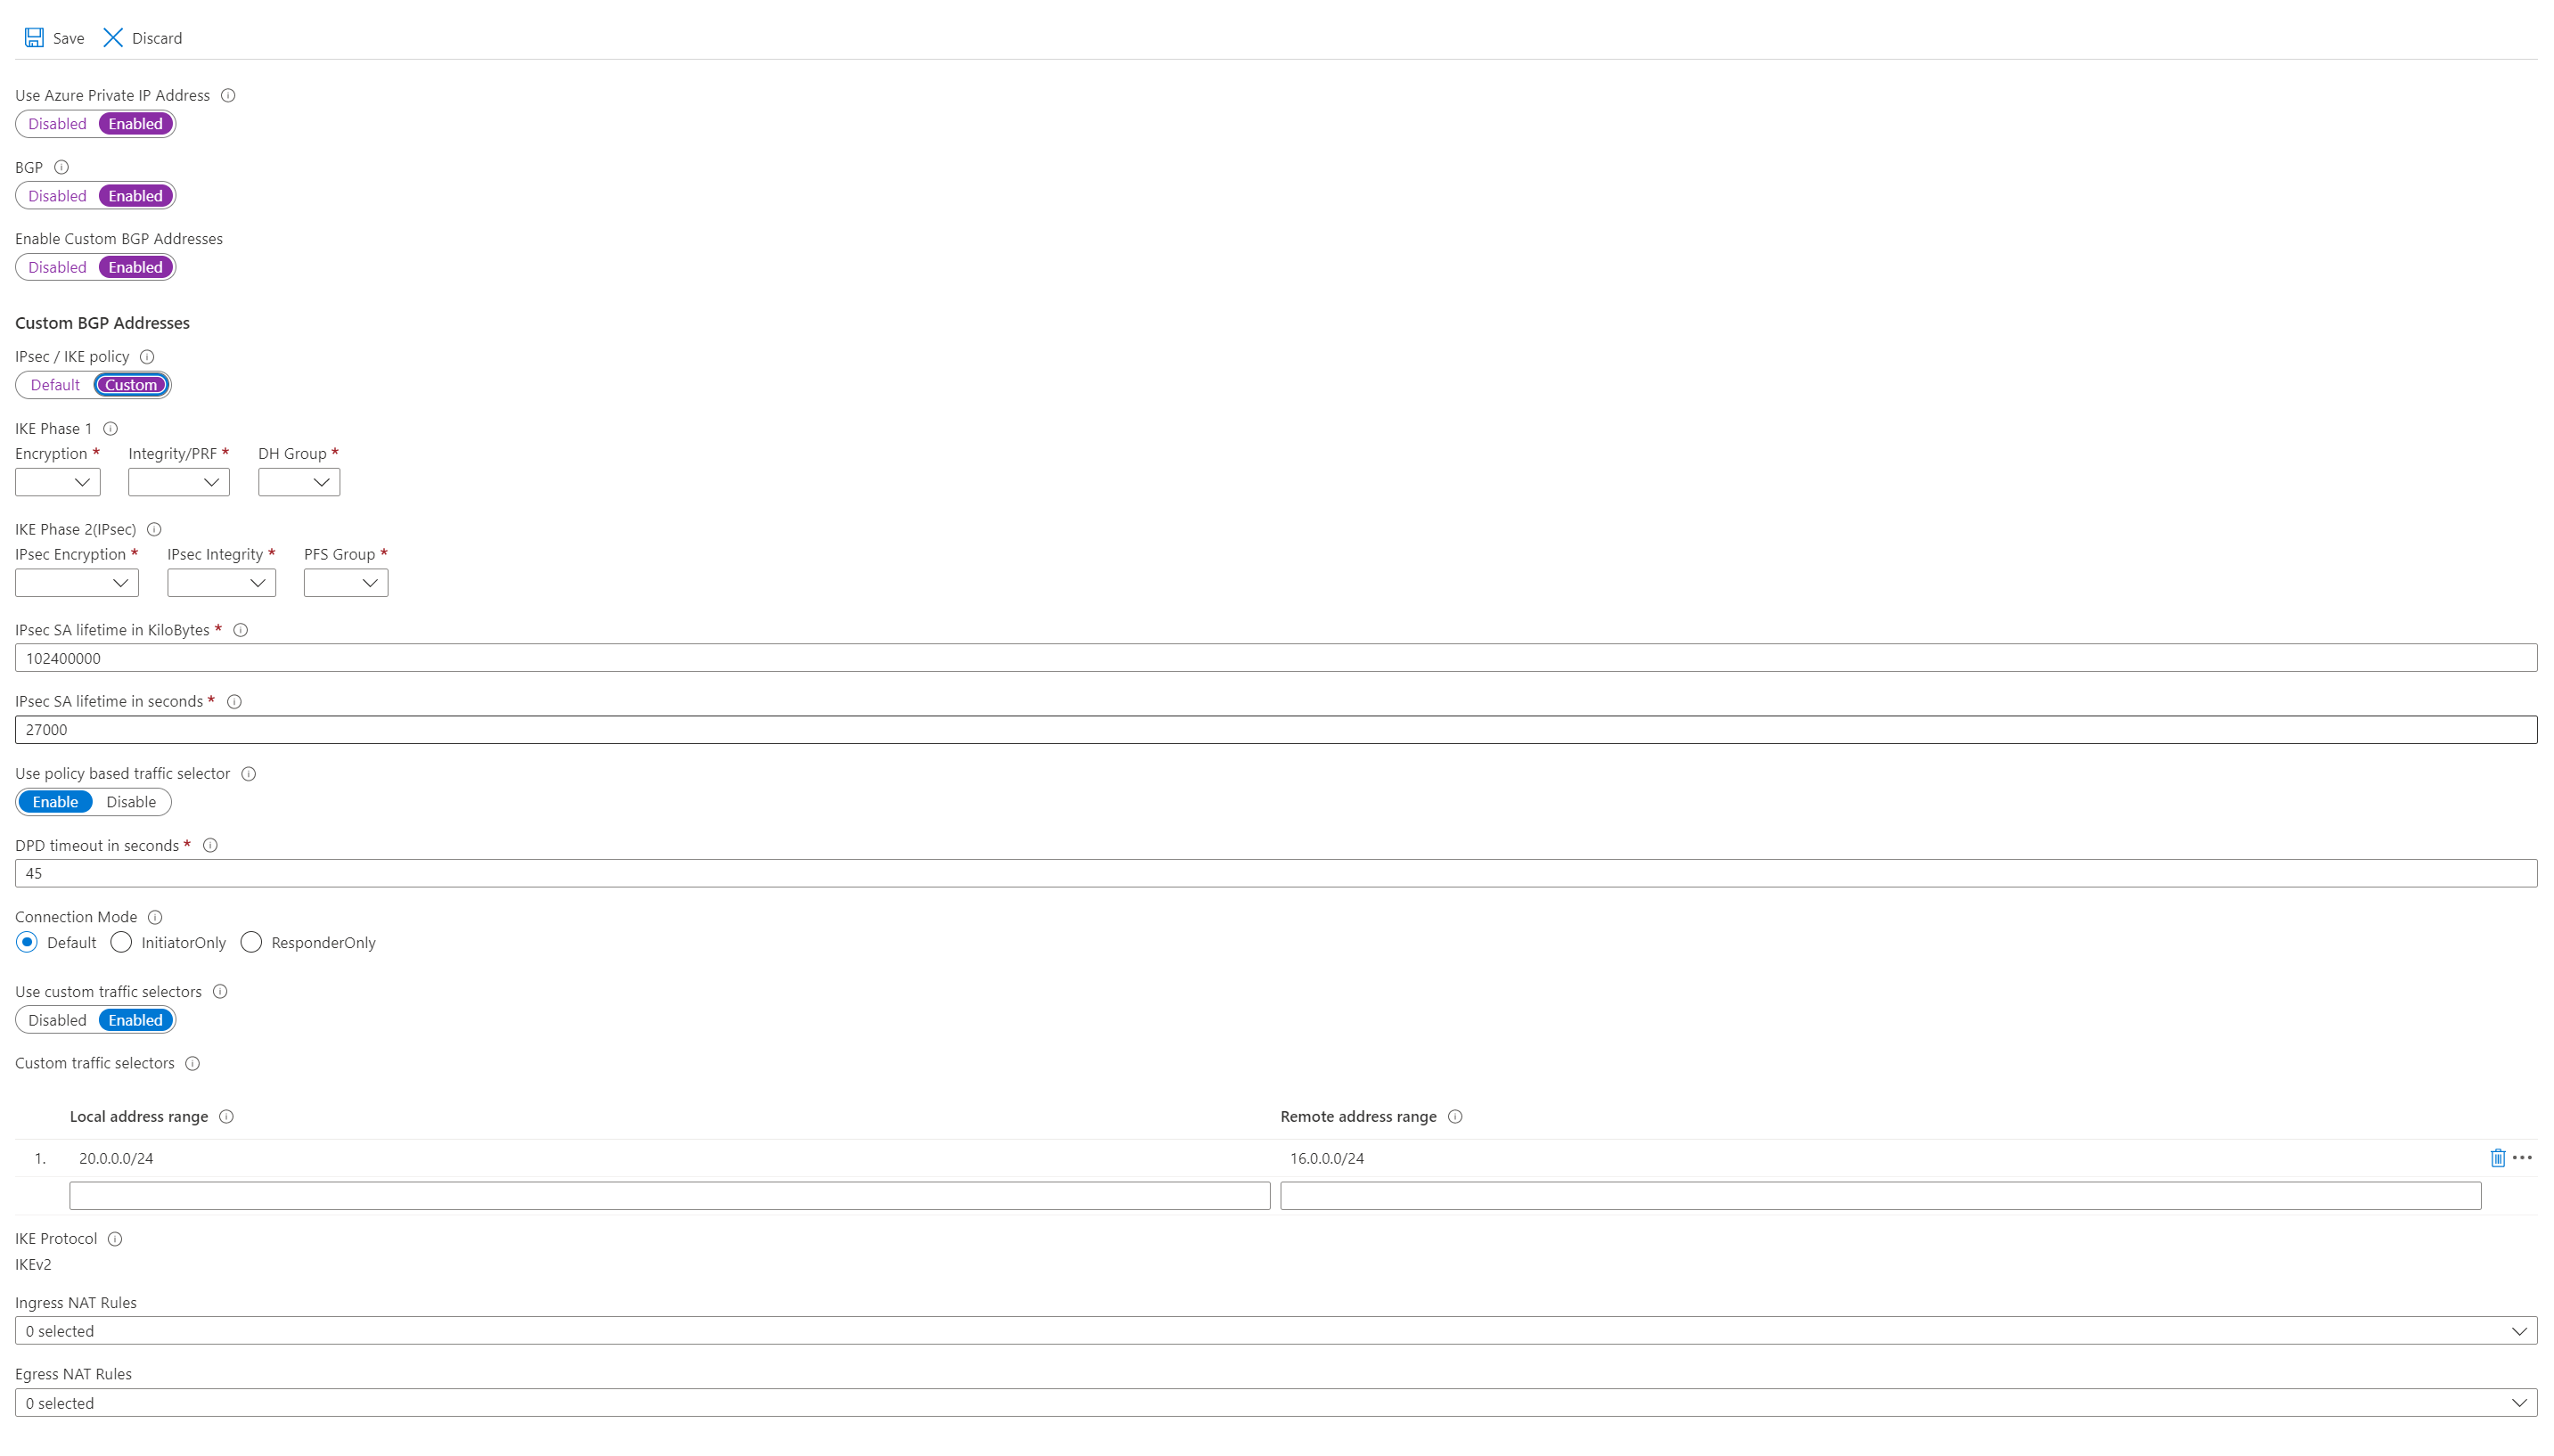 Save Discard
Use Azure Private IP Address
Disabled Enabled
BGP
Disabled Enabled
Enable Custom BGP Addresses
Disabled Enabled
Custom BGP Addresses
IPsec / IKE policy
Default Custom
IKE Phase 1
Encryption * Integrity/PRF * DH Group *
IKE Phase 2(IPsec)
IPsec Encryption * IPsec Integrity * PFS Group *
IPsec SA lifetime in KiloBytes *
102400000
IPsec SA lifetime in seconds *
27000
Use policy based traffic selector
Enable Disable
DPD timeout in seconds *
45
Connection Mode
Default InitiatorOnly ResponderOnly
Use custom traffic selectors
Disabled Enabled
Custom traffic selectors
Local address range Remote address range
1. 20.0.0.0/24 16.0.0.0/24
IKE Protocol
IKEv2
Ingress NAT Rules
0 selected
Egress NAT Rules
0 selected